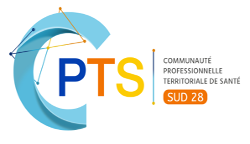 CPTS
COMMUNAUTÉ
PROFESSIONNELLE
TERRITORIALE DE SANTÉ
SUD 28